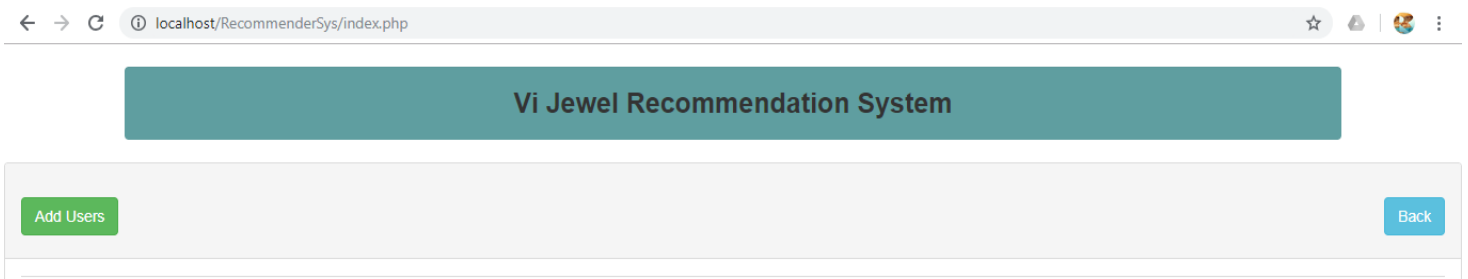 localhost/RecommenderSys/index.php
Vi Jewel Recommendation System
Add Users
Back